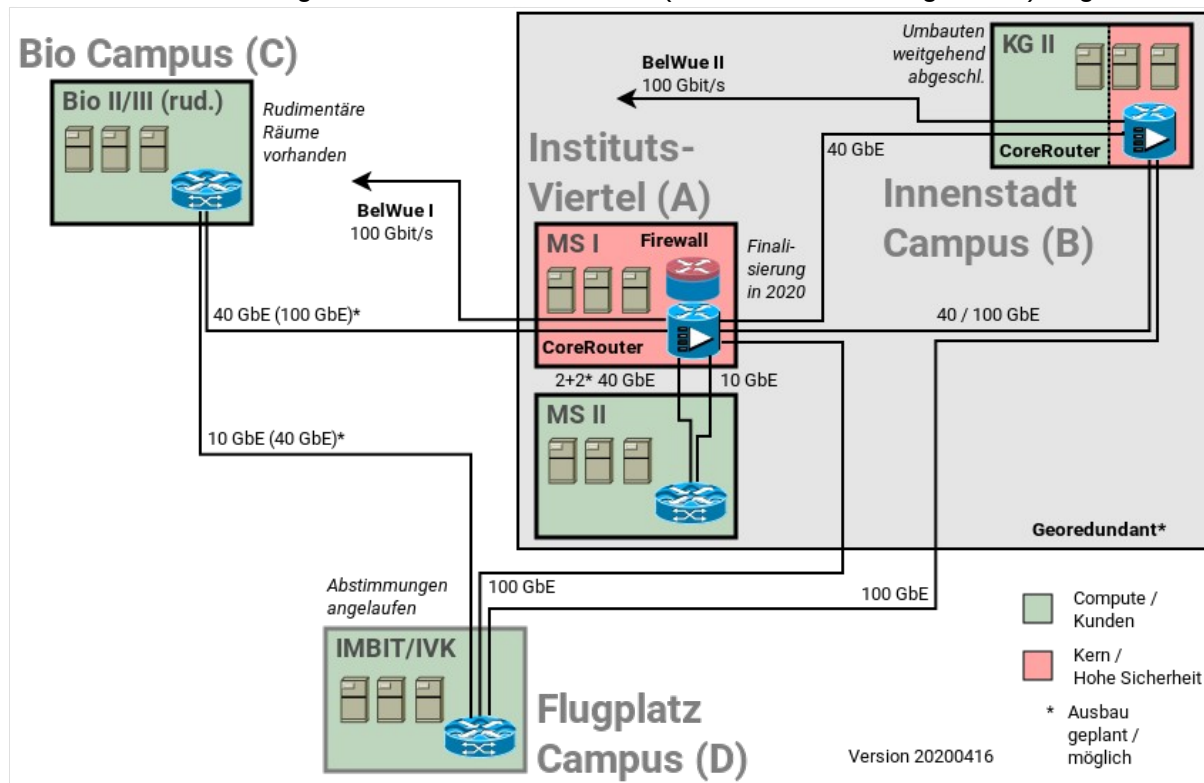 Bio Campus (C)
Bio II/III (rud.)
Rudimentäre
Räume
vorhanden
BelWue I
100 Gbit/s
BelWue II
100 Gbit/s
Umbauten
weitgehend
abgeschl.
KG II
CoreRouter
40 GbE
Instituts-
Viertel (A)
Innenstadt
Campus (B)
MS I
Firewall
Finali-
sierung
in 2020
CoreRouter
40 GbE (100 GbE)*
40 / 100 GbE
2+2* 40 GbE
10 GbE
MS II
10 GbE (40 GbE)*
Georedundant*
Abstimmungen
angelaufen
100 GbE
100 GbE
IMBIT/IVK
Flugplatz
Campus (D)
Compute /
Kunden
Kern /
Hohe Sicherheit
* Ausbau
geplant /
möglich
Version 20200416